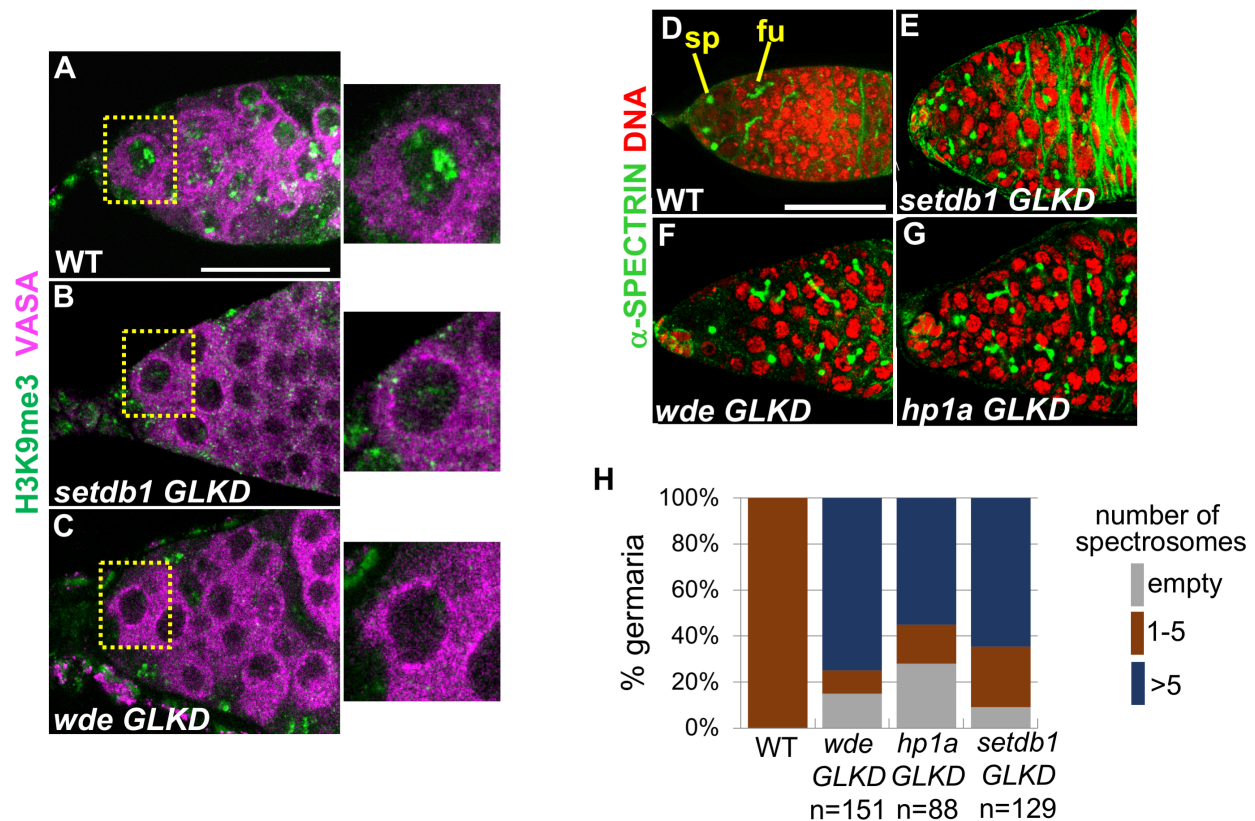 A
WT
B
setdb1 GLKD
C
wde GLKD
H3K9me3 VASA
D
sp
fu
WT
E
setdb1 GLKD
F
wde GLKD
G
hp1a GLKD
α-SPECTRIN DNA
H
100%
80%
60%
40%
20%
0%
% germaria
WT
wde
GLKD
n=151
hp1a
GLKD
n=88
setdb1
GLKD
n=129
number of
spectrosomes
empty
1-5
>5